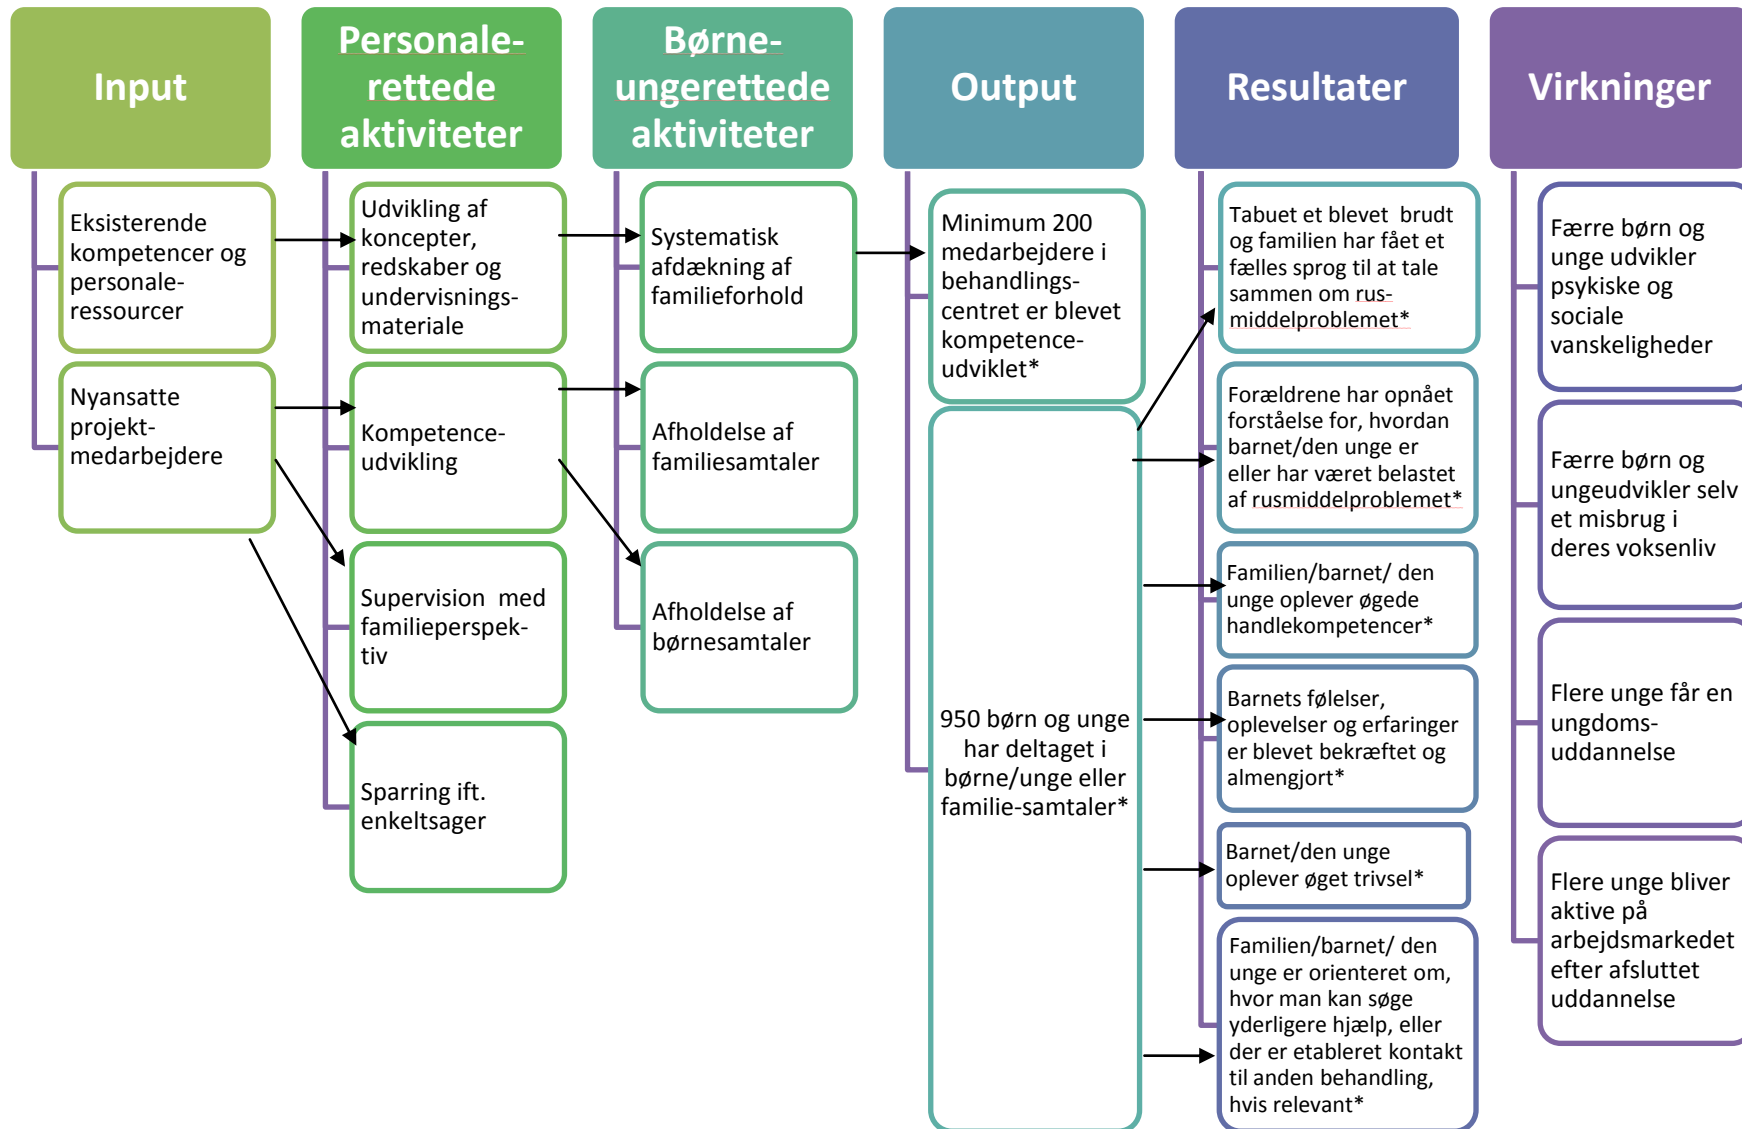 Input
Eksisterende
kompetencer og
personale-
ressourcer
Nyansatte
projekt-
medarbejdere
Personale-
rettede
aktiviteter
Udvikling af
koncepter,
redskaber og
undervisnings-
materiale
Kompetence-
udvikling
Supervision med
familieperspek-
tiv
Sparring ift.
enkeltsager
Børne-
ungerettede
aktiviteter
Systematisk
afdækning af
familieforhold
Afholdelse af
familiesamtaler
Afholdelse af
børnesamtaler
Output
Minimum 200
medarbejdere i
behandlings-
centret er blevet
kompetence-
udviklet*
950 børn og unge
har deltaget i
børne/unge eller
familie-samtaler*
Resultater
Tabuet et blevet brudt
og familien har fået et
fælles sprog til at tale
sammen om rus-
middelproblemet*
Forældrene har opnået
forståelse for, hvordan
barnet/den unge er
eller har været belastet
af rusmiddelproblemet*
Familien/barnet/ den
unge oplever øgede
handlekompetencer*
Barnets følelser,
oplevelser og erfaringer
er blevet bekræftet og
almengjort*
Barnet/den unge
oplever øget trivsel*
Familien/barnet/ den
unge er orienteret om,
hvor man kan søge
yderligere hjælp, eller
der er etableret kontakt
til anden behandling,
hvis relevant*
Virkninger
Færre børn og
unge udvikler
psykiske og
sociale
vanskeligheder
Færre børn og
ungeudvikler selv
et misbrug i
deres voksenliv
Flere unge får en
ungdoms-
uddannelse
Flere unge bliver
aktive på
arbejdsmarkedet
efter afsluttet
uddannelse